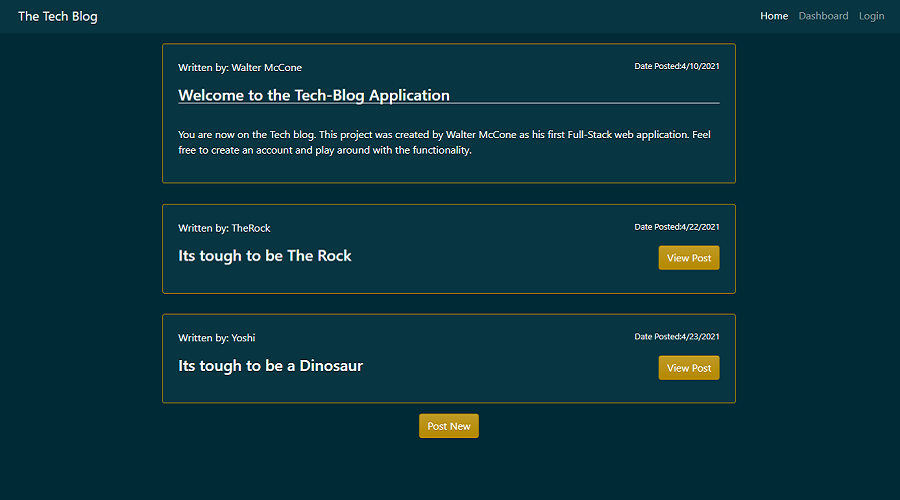 The Tech Blog
Home Dashboard Login
Written by: Walter McCone Date Posted:4/10/2021
Welcome to the Tech-Blog Application
You are now on the Tech blog. This project was created by Walter McCone as his first Full-Stack web application. Feel
free to create an account and play around with the functionality.
Written by: TheRock Date Posted:4/22/2021
Its tough to be The Rock View Post
Written by: Yoshi Date Posted:4/23/2021
Its tough to be a Dinosaur View Post
Post New